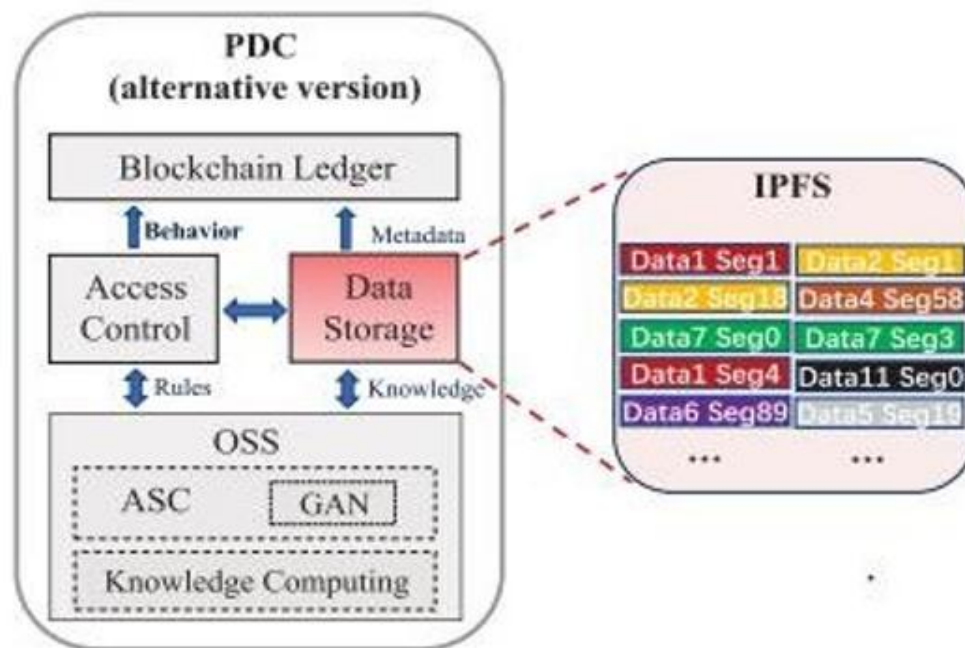 PDC
(alternative version)
Blockchain Ledger
Behavior
Metadata
Access
Control
Data
Storage
Rules
Knowledge
OSS
ASC
GAN
Knowledge Computing
IPFS
Data1 Seg1
Data2 Seg1
Data2 Seg18
Data4 Seg58
Data7 Seg0
Data7 Seg3
Data1 Seg4
Data11 Seg0
Data6 Seg89
Data5 Seg19
...
...